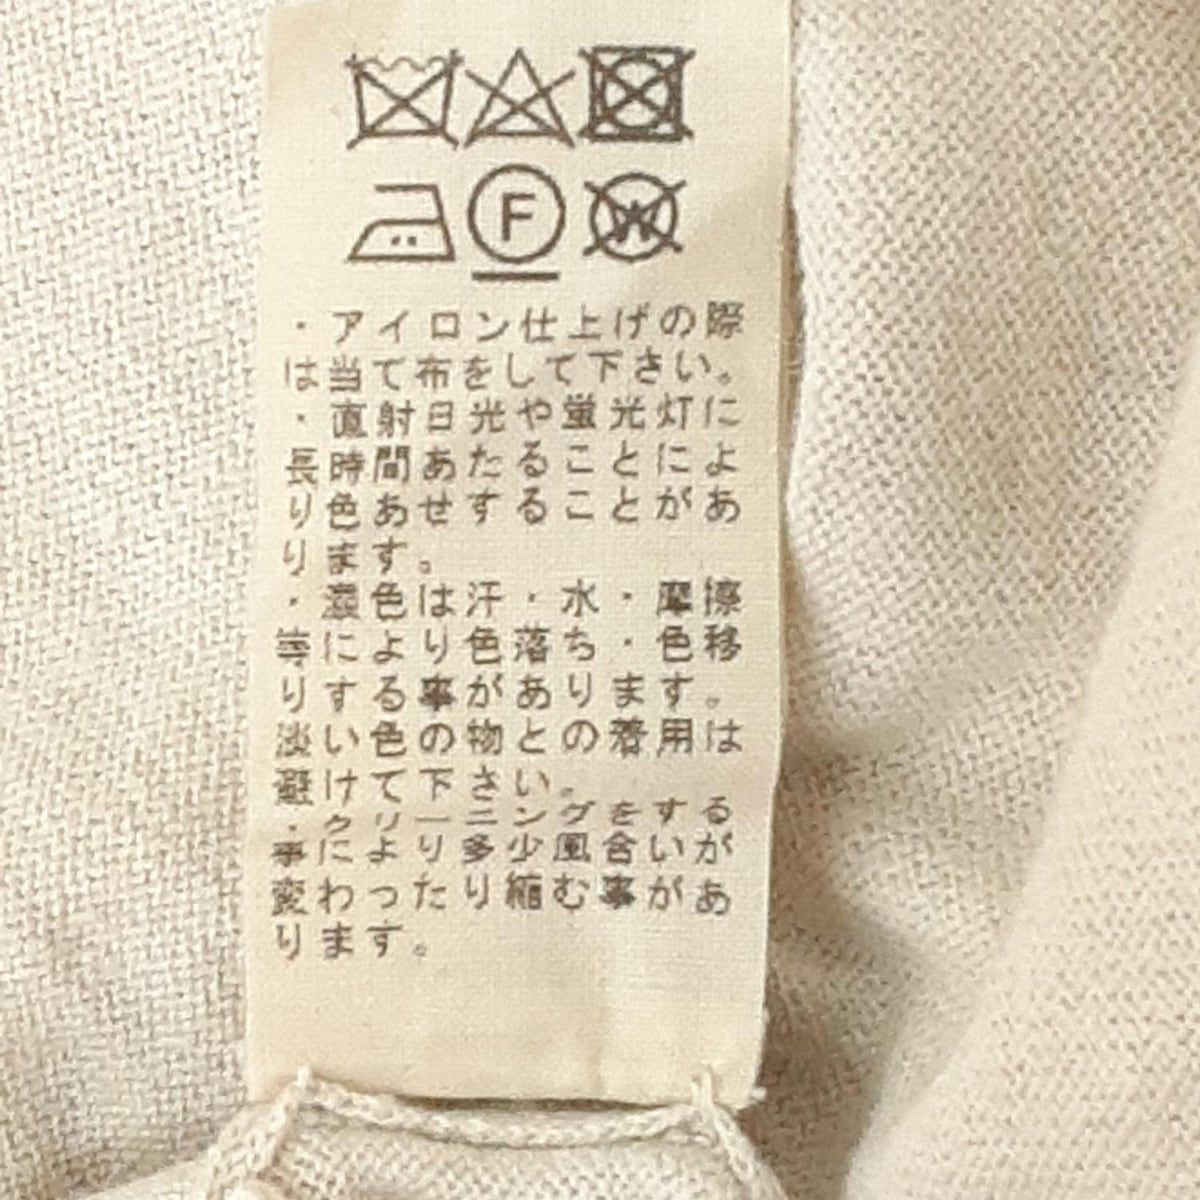 F
W
・アイロン仕上げの際
は当て布をして下さい。
・直射日光や蛍光灯に
長時間あたることによ
り色あせすることがあ
ります。
・濃色は汗・水・摩擦
等により色落ち・色移
りする事があります。
淡い色の物との着用は
避けて下さい。
・クリーニングをする
事により多少風合いが
変わったり縮む事があ
ります。